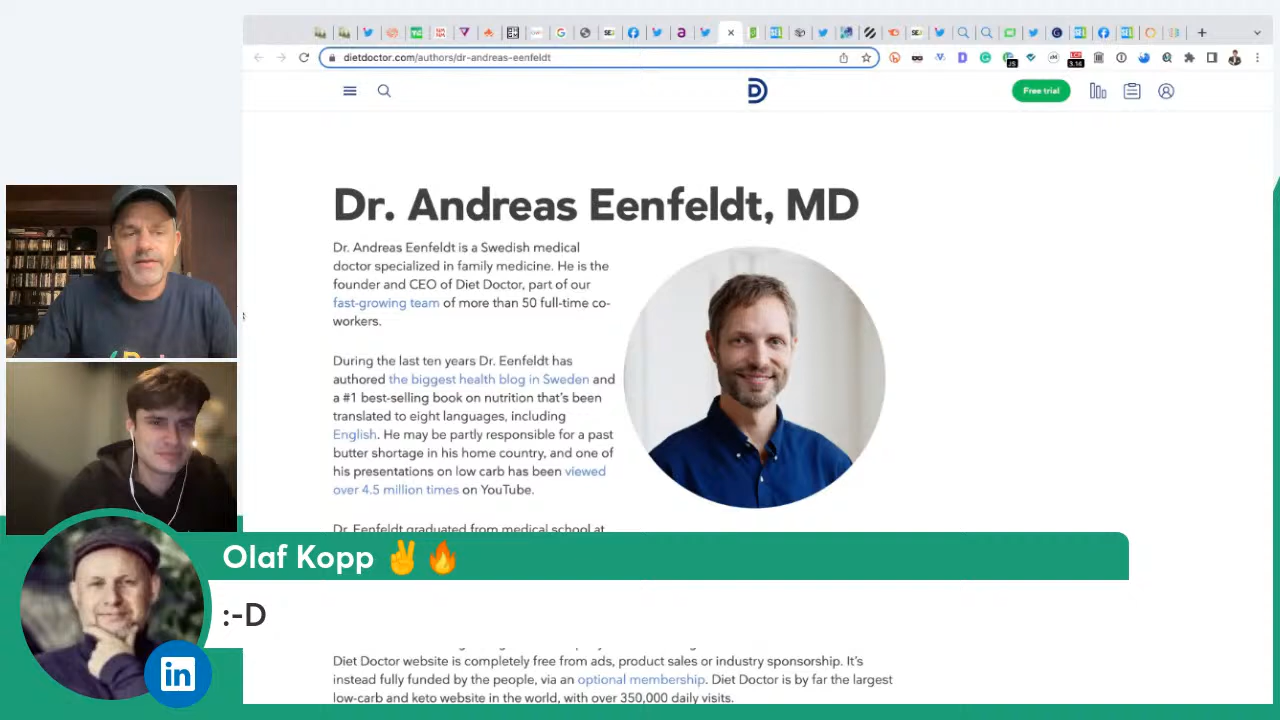 dietdoctor.com/authors/dr-andreas-eenfeldt
Free trial
Dr. Andreas Eenfeldt, MD
Dr. Andreas Eenfeldt is a Swedish medical
doctor specialized in family medicine. He is the
founder and CEO of Diet Doctor, part of our
fast-growing team of more than 50 full-time co-
workers.
During the last ten years Dr. Eenfeldt has
authored the biggest health blog in Sweden and
a #1 best-selling book on nutrition that's been
translated to eight languages, including
English. He may be partly responsible for a past
butter shortage in his home country, and one of
his presentations on low carb has been viewed
over 4.5 million times on YouTube.
Dr. Eenfeldt graduated from medical school at
Olaf Kopp ✌️🔥
:-D
in
Diet Doctor website is completely free from ads, product sales or industry sponsorship. It's
instead fully funded by the people, via an optional membership. Diet Doctor is by far the largest
low-carb and keto website in the world, with over 350,000 daily visits.